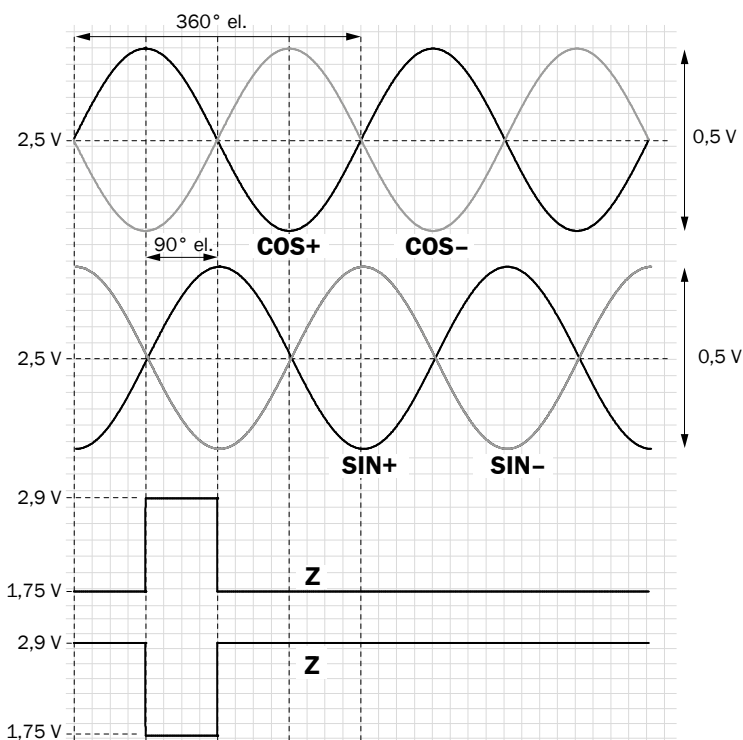 360° el.
2,5 V
0,5 V
COS+
COS–
90° el.
2,5 V
0,5 V
SIN+
SIN–
2,9 V
Z
1,75 V
2,9 V
Z
1,75 V